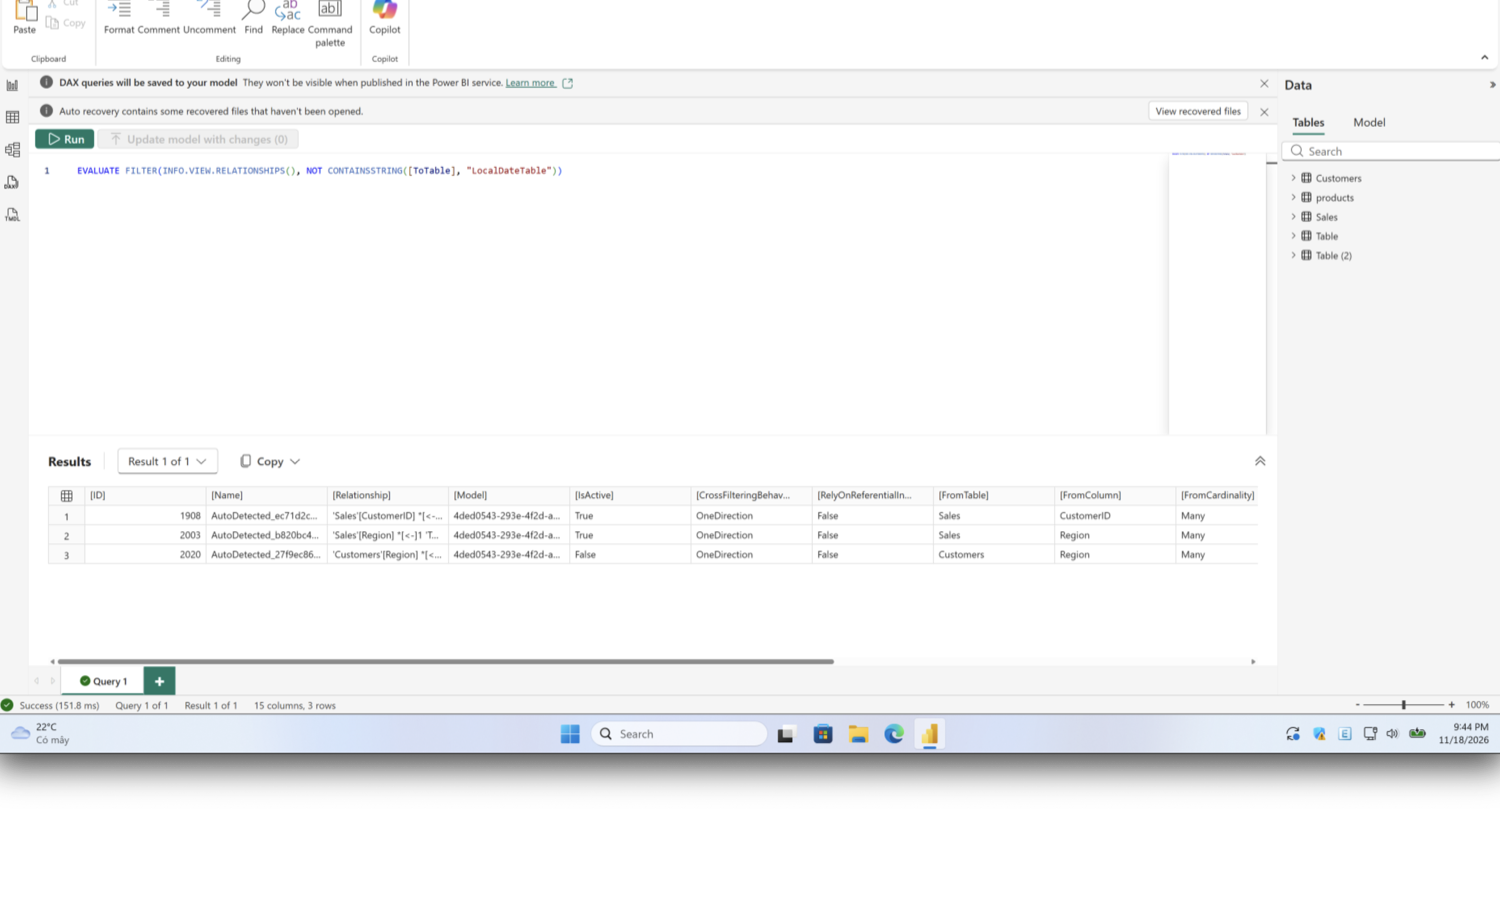 Cut
Paste
Copy
Format
Comment
Uncomment
Find
Replace
Command palette
Copilot
Clipboard
Editing
Copilot
DAX queries will be saved to your model They won't be visible when published in the Power BI service. Learn more
Auto recovery contains some recovered files that haven't been opened.
View recovered files
Run
Update model with changes (0)
1 EVALUATE FILTER(INFO.VIEW.RELATIONSHIPS(), NOT CONTAINSSTRING([ToTable], "LocalDateTable"))
Data
Tables
Model
Search
Customers
products
Sales
Table
Table (2)
Results
Result 1 of 1
Copy
[ID] [Name] [Relationship] [Model] [IsActive] [CrossFilteringBehav... [RelyOnReferentialIn... [FromTable] [FromColumn] [FromCardinality]
1 1908 AutoDetected_ec71d2c... 'Sales'[CustomerID] *[<-... 4ded0543-293e-4f2d-a... True OneDirection False Sales CustomerID Many
2 2003 AutoDetected_b820bc4... 'Sales'[Region] *[<-]1 'T... 4ded0543-293e-4f2d-a... True OneDirection False Sales Region Many
3 2020 AutoDetected_27f9ec86... 'Customers'[Region] *[<... 4ded0543-293e-4f2d-a... False OneDirection False Customers Region Many
Query 1
Success (151.8 ms) Query 1 of 1 Result 1 of 1 15 columns, 3 rows
100%
22°C
Có mây
Search
9:44 PM
11/18/2026